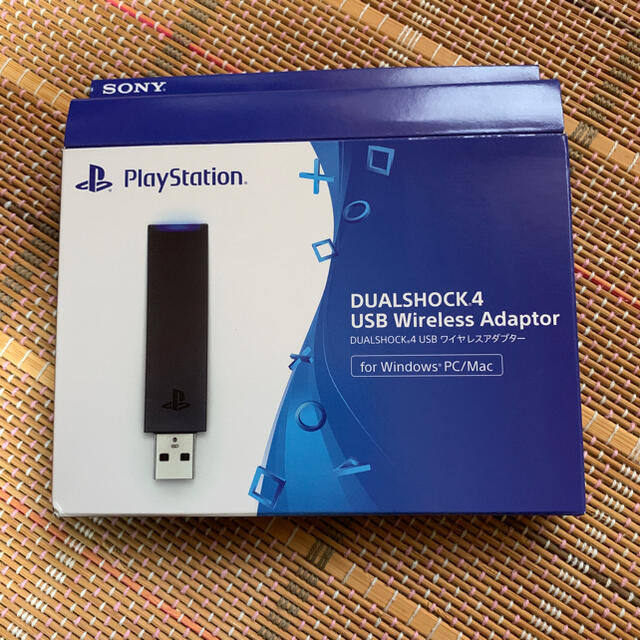 SONY
PlayStation®
DUALSHOCK®4
USB Wireless Adaptor
DUALSHOCK®4 USB ワイヤレスアダプター
for Windows® PC/Mac